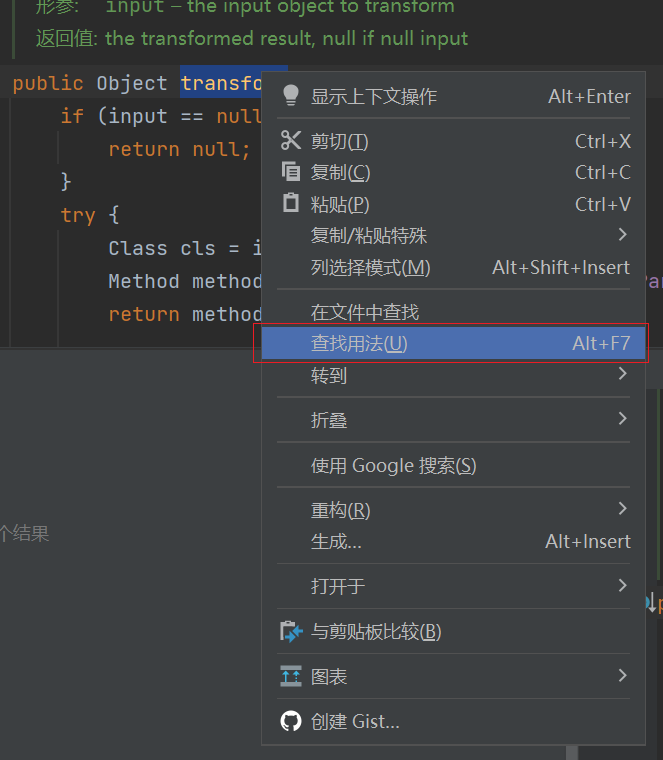 形参: input – the input object to transform
返回值: the transformed result, null if null input
public Object transfo
if (input == null
return null;
}
try {
Class cls = i
Method method
return method
显示上下文操作 Alt+Enter
剪切(T) Ctrl+X
复制(C) Ctrl+C
粘贴(P) Ctrl+V
复制/粘贴特殊
列选择模式(M) Alt+Shift+Insert
在文件中查找
查找用法(U) Alt+F7
转到
折叠
使用 Google 搜索(S)
重构(R)
生成... Alt+Insert
打开于
与剪贴板比较(B)
图表
创建 Gist...
个结果